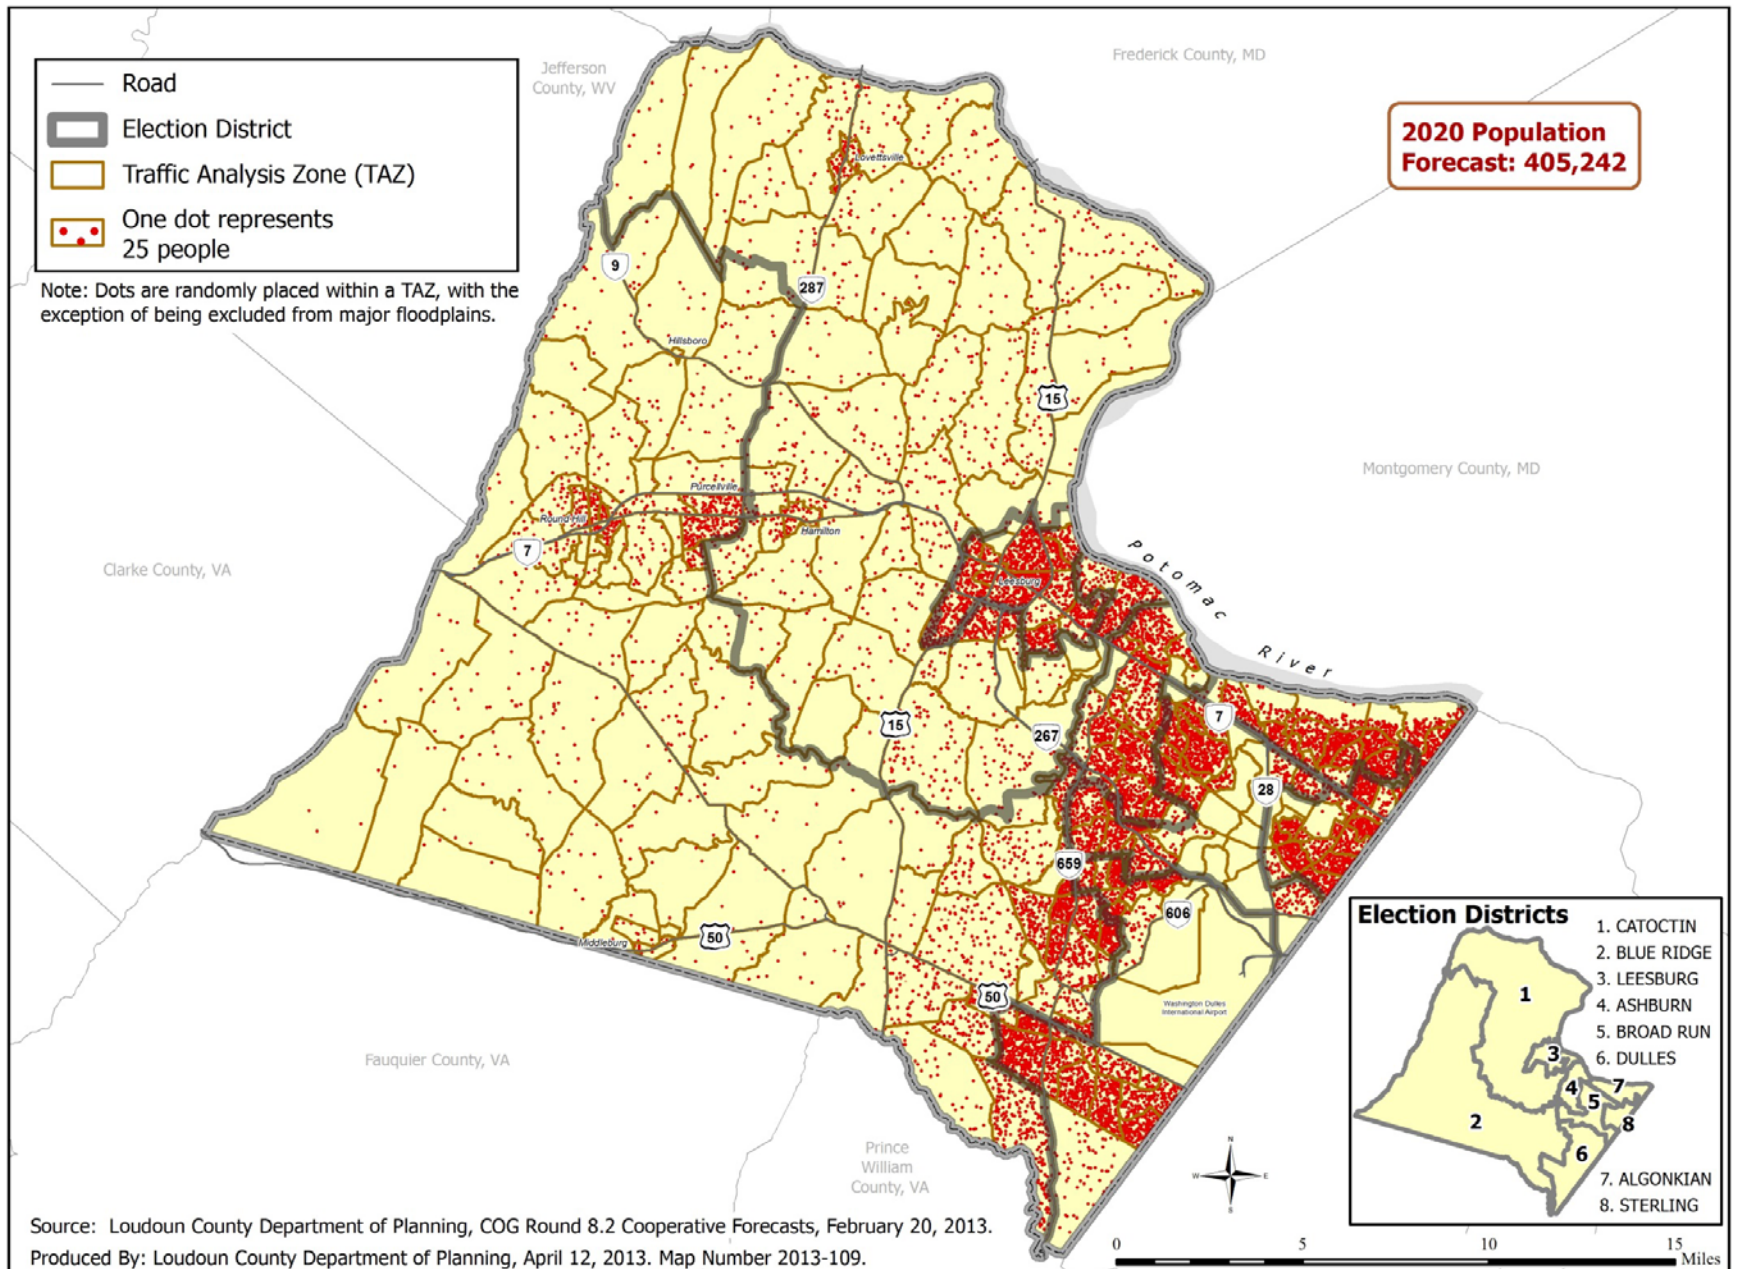 Road
Election District
Traffic Analysis Zone (TAZ)
One dot represents
25 people
Note: Dots are randomly placed within a TAZ, with the
exception of being excluded from major floodplains.
Jefferson
County, WV
Frederick County, MD
2020 Population
Forecast: 405,242
Lovettsville
9
287
Hillsboro
15
Montgomery County, MD
Purcellville
Round Hill
Hamilton
7
Clarke County, VA
Leesburg
Potomac
River
15
267
7
28
659
606
Middleburg
50
50
Washington Dulles
International Airport
Fauquier County, VA
Prince
William
County, VA
N
W
E
S
Election Districts
1. CATOCTIN
2. BLUE RIDGE
3. LEESBURG
4. ASHBURN
5. BROAD RUN
6. DULLES
7. ALGONKIAN
8. STERLING
1
2
3
4
5
6
7
8
Source: Loudoun County Department of Planning, COG Round 8.2 Cooperative Forecasts, February 20, 2013.
Produced By: Loudoun County Department of Planning, April 12, 2013. Map Number 2013-109.
0 5 10 15
Miles